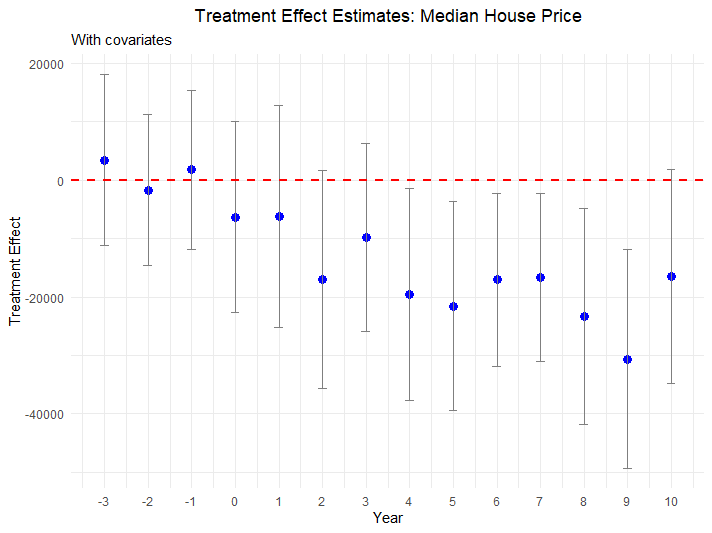 Treatment Effect Estimates: Median House Price
With covariates
20000
0
-20000
-40000
Treatment Effect
-3 -2 -1 0 1 2 3 4 5 6 7 8 9 10
Year